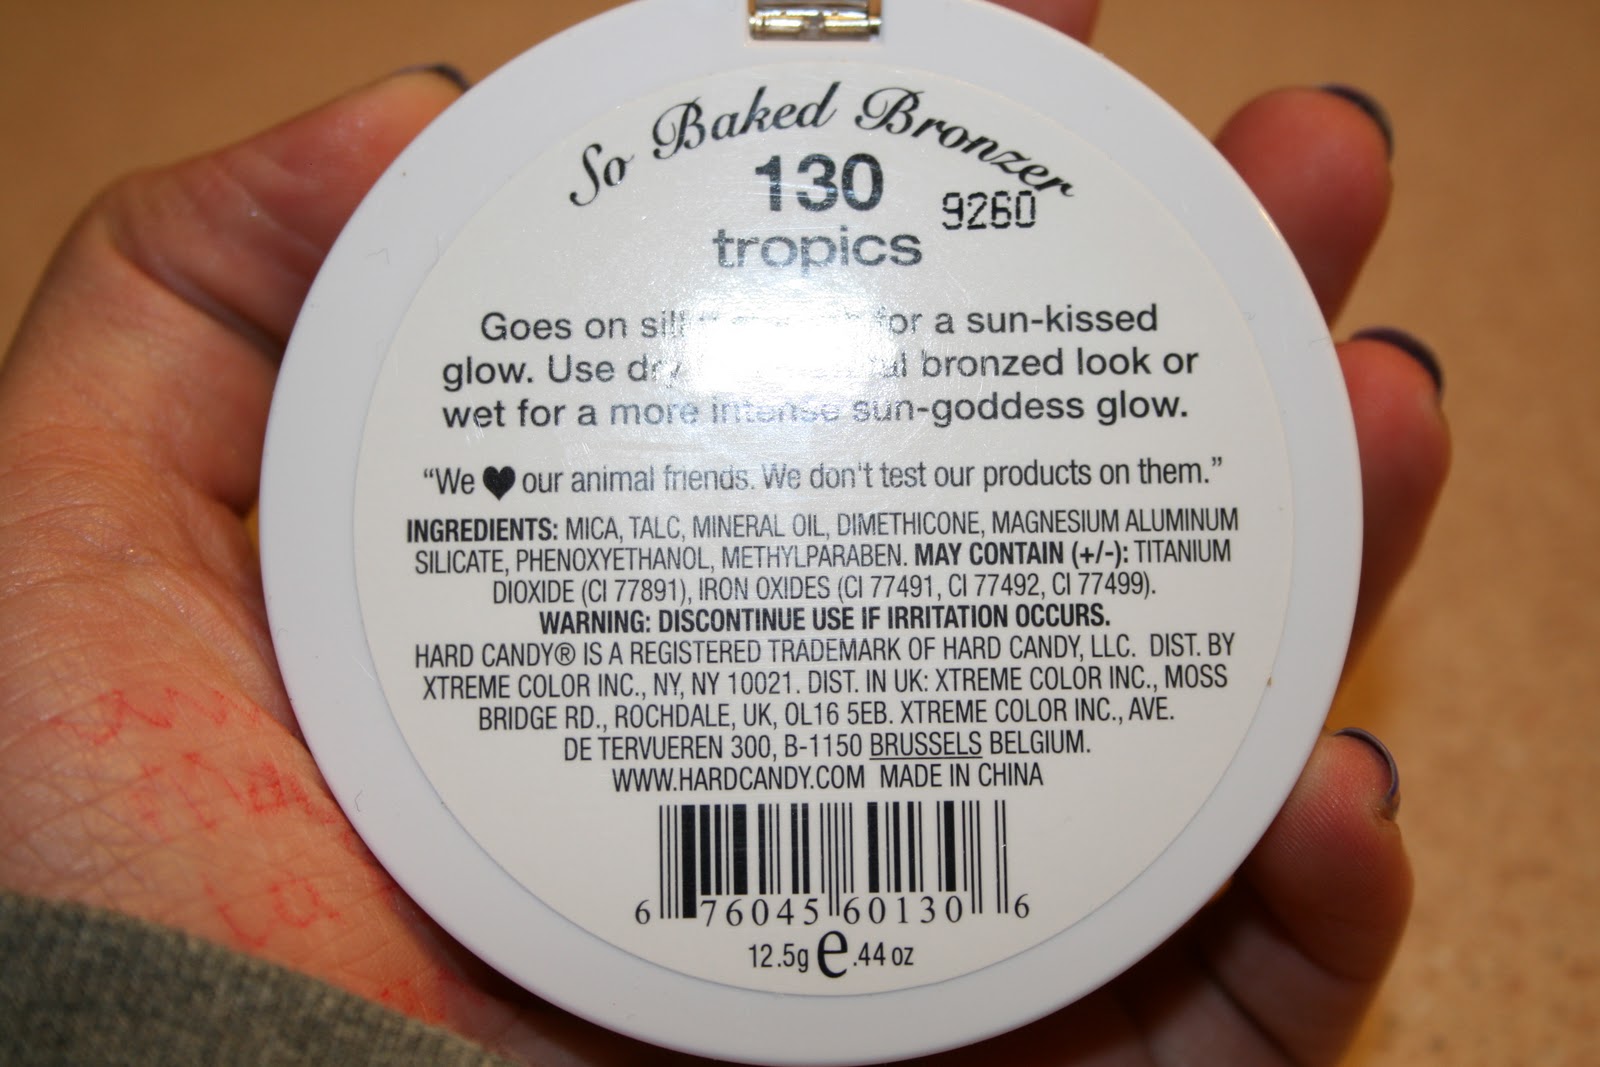 So Baked Bronzer
130
9260
tropics
Goes on for a sun-kissed
glow. Use dry bronzed look or
wet for a more intense sun-goddess glow.
“We ♥ our animal friends. We don't test our products on them.”
INGREDIENTS: MICA, TALC, MINERAL OIL, DIMETHICONE, MAGNESIUM ALUMINUM
SILICATE, PHENOXYETHANOL, METHYLPARABEN. MAY CONTAIN (+/-): TITANIUM
DIOXIDE (CI 77891), IRON OXIDES (CI 77491, CI 77492, CI 77499).
WARNING: DISCONTINUE USE IF IRRITATION OCCURS.
HARD CANDY® IS A REGISTERED TRADEMARK OF HARD CANDY, LLC. DIST. BY
XTREME COLOR INC., NY, NY 10021. DIST. IN UK: XTREME COLOR INC., MOSS
BRIDGE RD., ROCHDALE, UK, OL16 5EB. XTREME COLOR INC., AVE.
DE TERVUEREN 300, B-1150 BRUSSELS BELGIUM.
WWW.HARDCANDY.COM MADE IN CHINA
6 76045 60130 6
12.5g e .44 oz